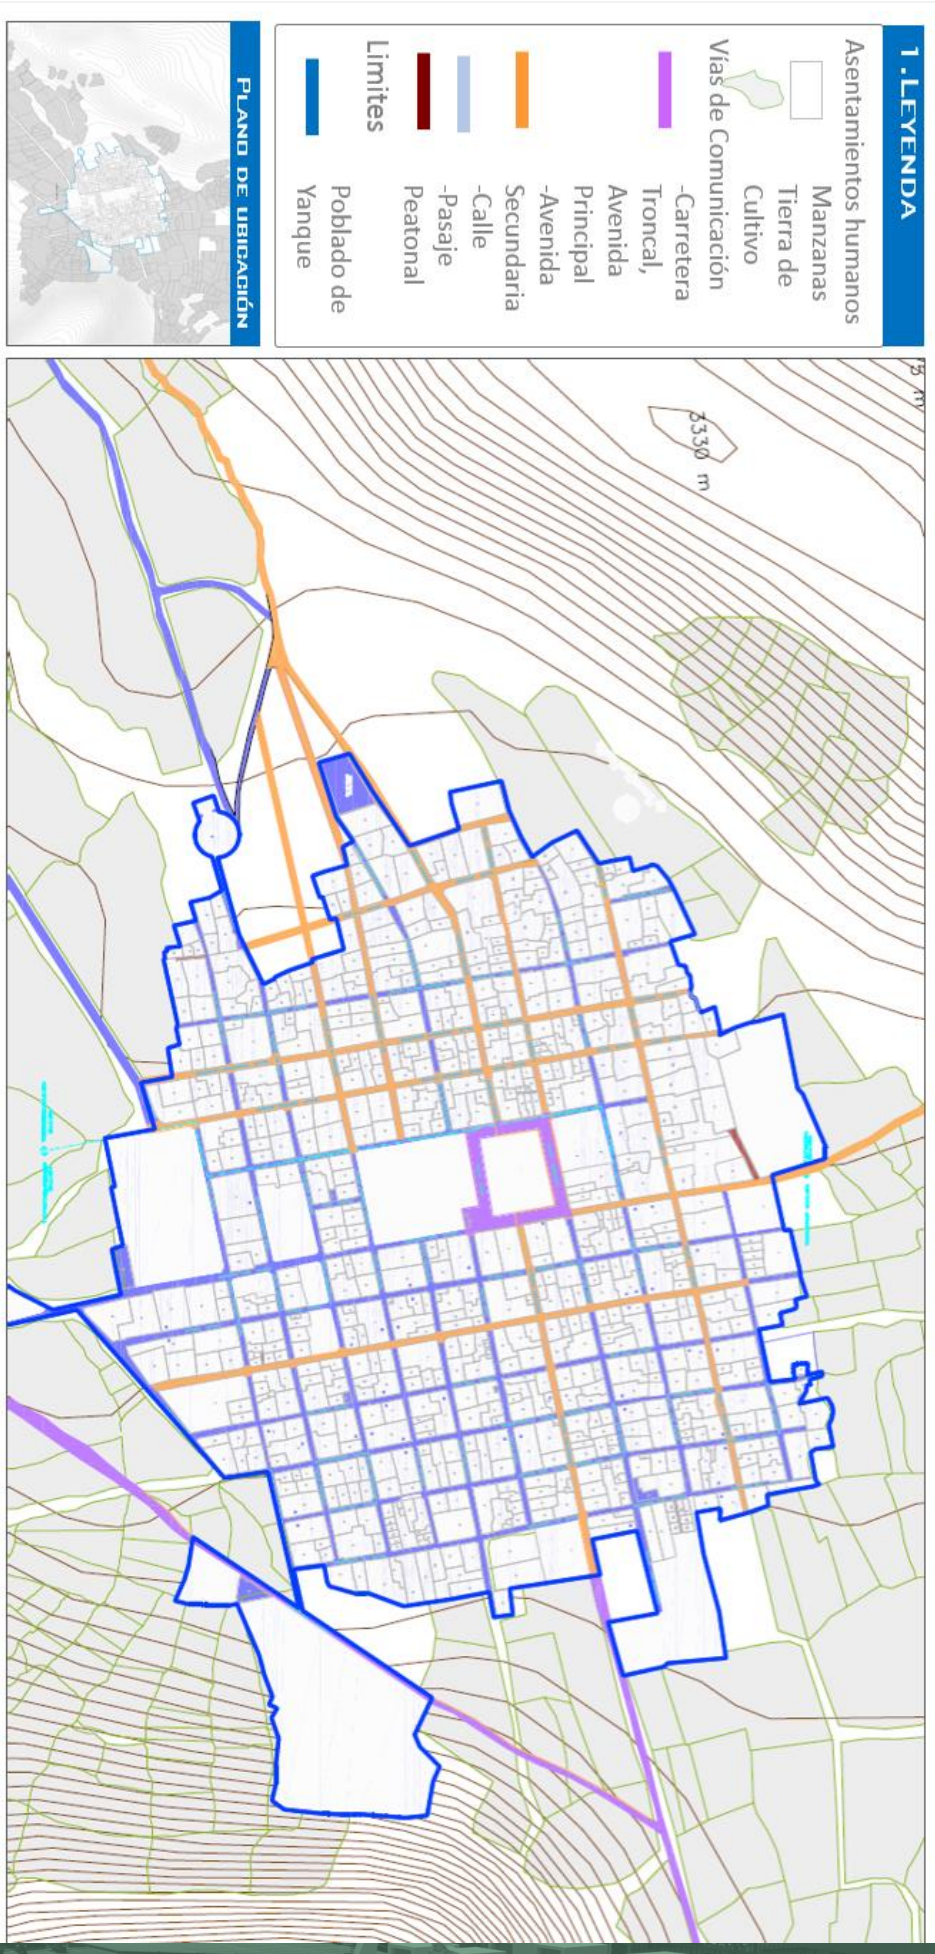 1. LEYENDA
Asentamientos humanos
Manzanas
Tierra de
Cultivo
Vías de Comunicación
-Carretera
Troncal,
Avenida
Principal
-Avenida
Secundaria
-Calle
-Pasaje
Peatonal
Limites
Poblado de
Yanque
PLANO DE UBICACIÓN
5 m
3330 m